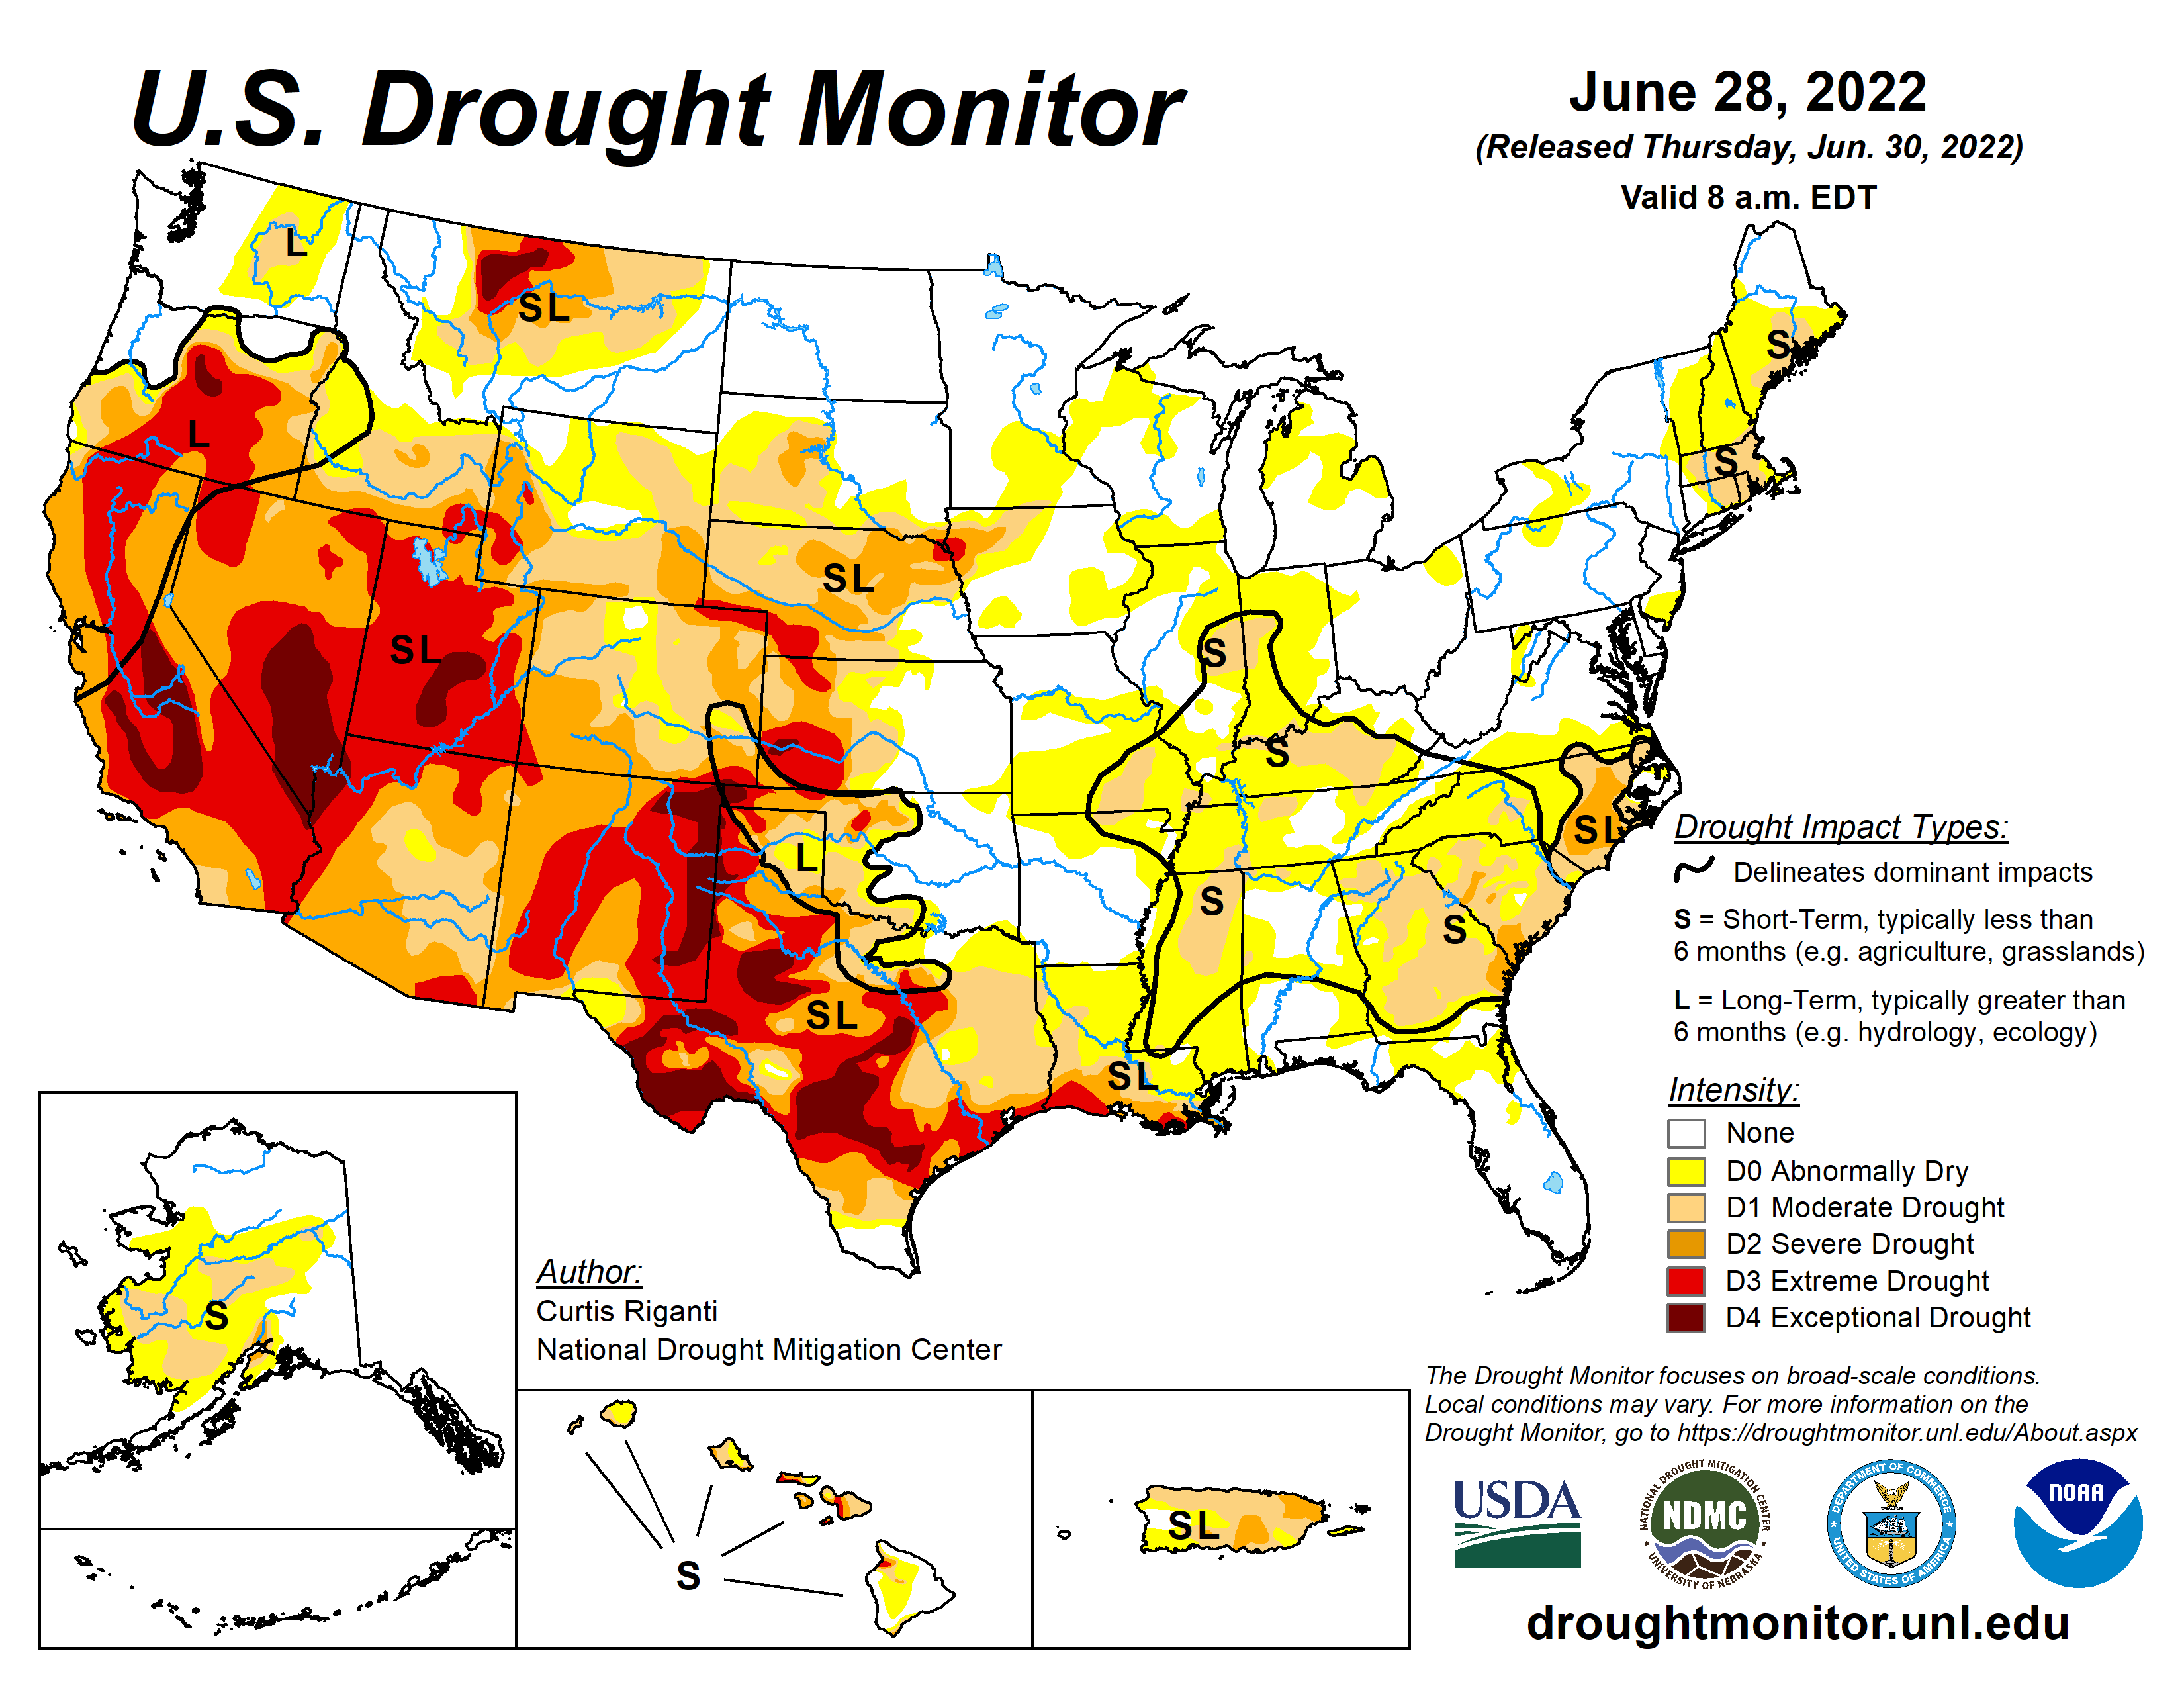 U.S. Drought Monitor
June 28, 2022
(Released Thursday, Jun. 30, 2022)
Valid 8 a.m. EDT
L
SL
S
L
S
SL
SL
S
S
L
SL
S
S
SL
SL
S
Drought Impact Types:
Delineates dominant impacts
S = Short-Term, typically less than
6 months (e.g. agriculture, grasslands)
L = Long-Term, typically greater than
6 months (e.g. hydrology, ecology)
Intensity:
None
D0 Abnormally Dry
D1 Moderate Drought
D2 Severe Drought
D3 Extreme Drought
D4 Exceptional Drought
Author:
Curtis Riganti
National Drought Mitigation Center
S
SL
The Drought Monitor focuses on broad-scale conditions.
Local conditions may vary. For more information on the
Drought Monitor, go to https://droughtmonitor.unl.edu/About.aspx
USDA
NATIONAL DROUGHT MITIGATION CENTER
NDMC
UNIVERSITY OF NEBRASKA
DEPARTMENT OF COMMERCE
UNITED STATES OF AMERICA
NOAA
droughtmonitor.unl.edu